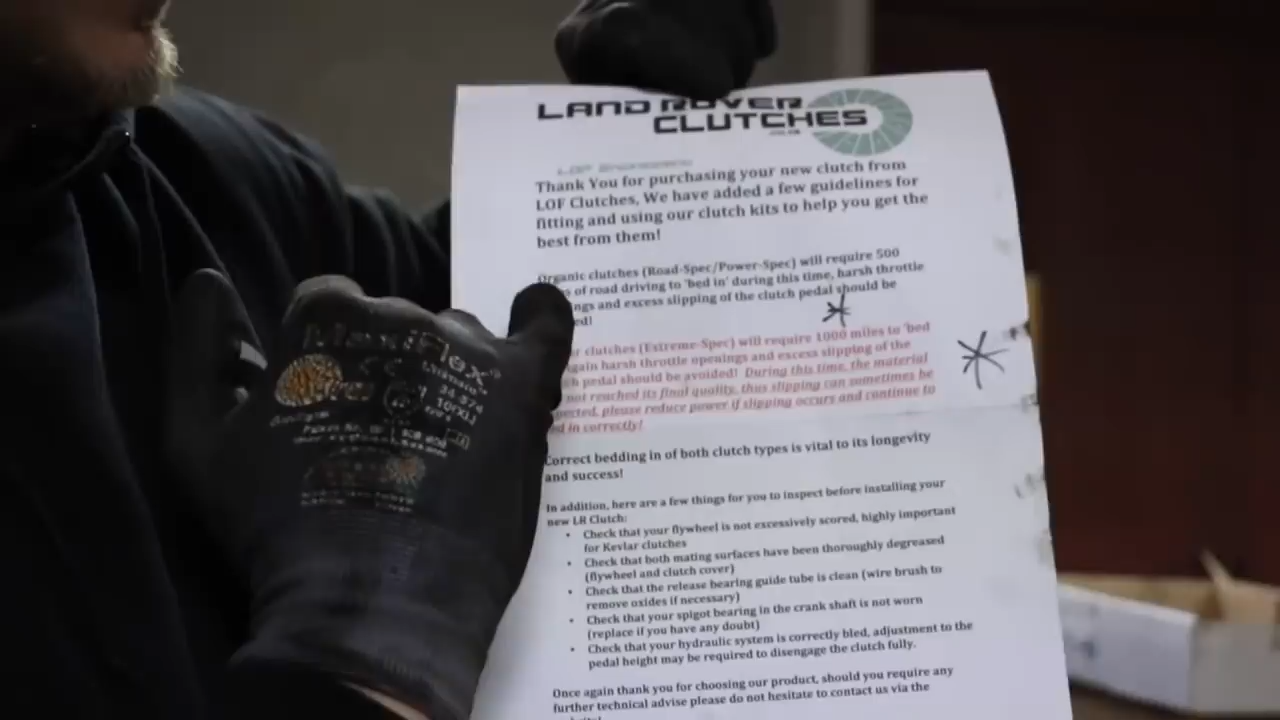 LAND ROVER
CLUTCHES
Thank You for purchasing your new clutch from
LOF Clutches, We have added a few guidelines for
fitting and using our clutch kits to help you get the
best from them!
Organic clutches (Road-Spec/Power-Spec) will require 500
of road driving to 'bed in' during this time, harsh throttle
ings and excess slipping of the clutch pedal should be
ed!
clutches (Extreme-Spec) will require 1000 miles to 'bed
gain harsh throttle openings and excess slipping of the
h pedal should be avoided! During this time, the material
not reached its final quality, thus slipping can sometimes be
pected, please reduce power if slipping occurs and continue to
ed in correctly!
Correct bedding in of both clutch types is vital to its longevity
and success!
In addition, here are a few things for you to inspect before installing your
new LR Clutch:
• Check that your flywheel is not excessively scored, highly important
for Kevlar clutches
• Check that both mating surfaces have been thoroughly degreased
(flywheel and clutch cover)
• Check that the release bearing guide tube is clean (wire brush to
remove oxides if necessary)
• Check that your spigot bearing in the crank shaft is not worn
(replace if you have any doubt)
• Check that your hydraulic system is correctly bled, adjustment to the
pedal height may be required to disengage the clutch fully.
Once again thank you for choosing our product, should you require any
further technical advise please do not hesitate to contact us via the
MaxiFlex
Ultimate
34-874
10(XL)